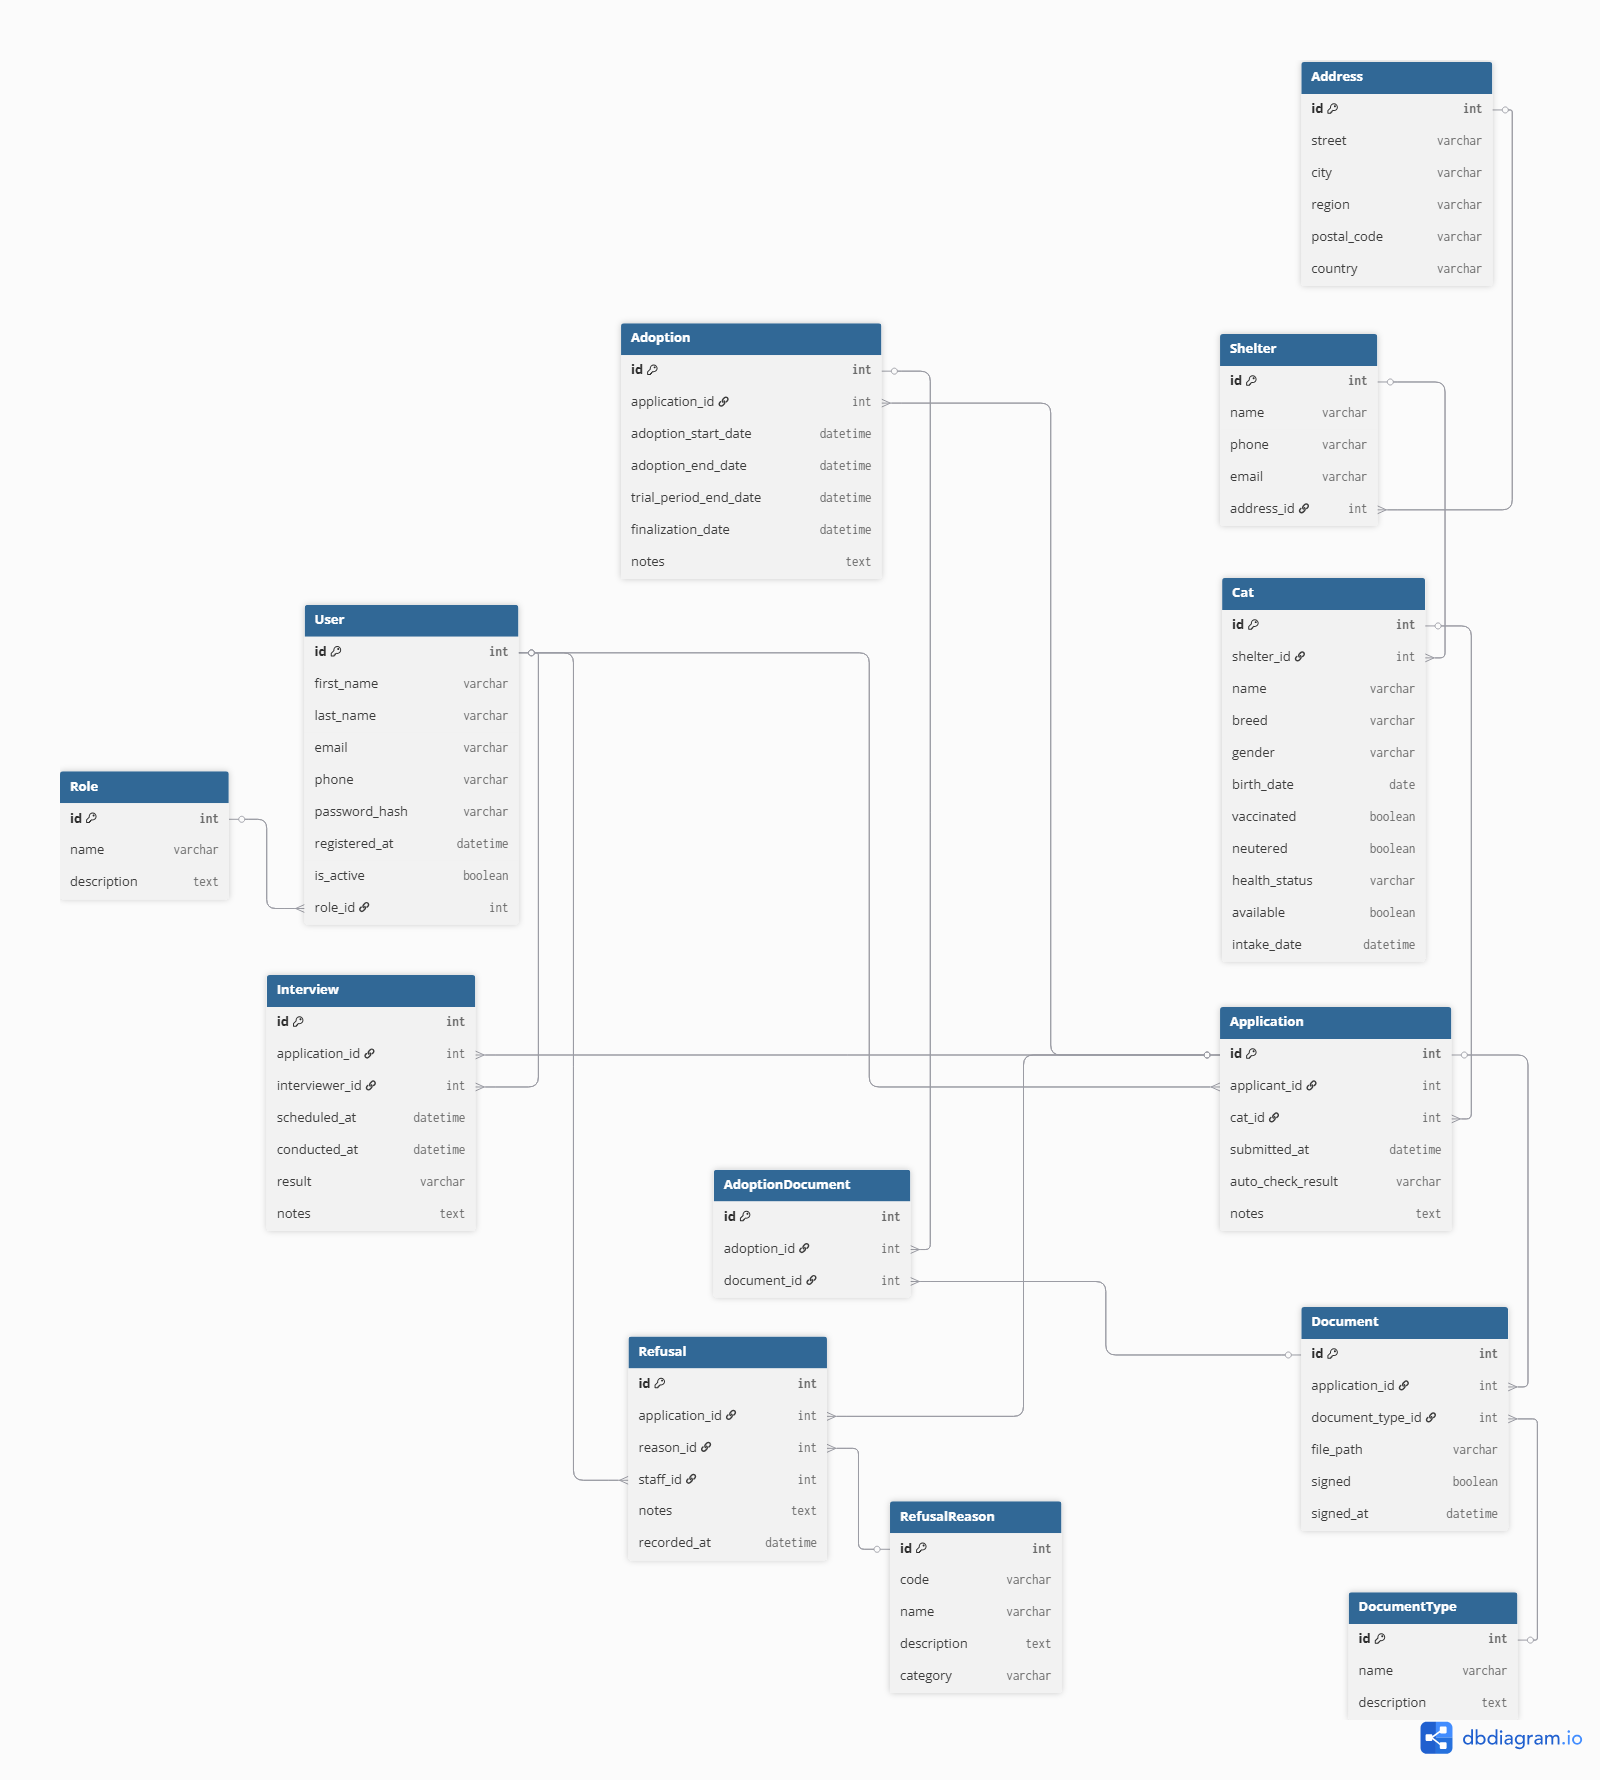 Address
id int
street varchar
city varchar
region varchar
postal_code varchar
country varchar
Adoption
id int
application_id int
adoption_start_date datetime
adoption_end_date datetime
trial_period_end_date datetime
finalization_date datetime
notes text
Shelter
id int
name varchar
phone varchar
email varchar
address_id int
Cat
id int
shelter_id int
name varchar
breed varchar
gender varchar
birth_date date
vaccinated boolean
neutered boolean
health_status varchar
available boolean
intake_date datetime
User
id int
first_name varchar
last_name varchar
email varchar
phone varchar
password_hash varchar
registered_at datetime
is_active boolean
role_id int
Role
id int
name varchar
description text
Interview
id int
application_id int
interviewer_id int
scheduled_at datetime
conducted_at datetime
result varchar
notes text
Application
id int
applicant_id int
cat_id int
submitted_at datetime
auto_check_result varchar
notes text
AdoptionDocument
id int
adoption_id int
document_id int
Document
id int
application_id int
document_type_id int
file_path varchar
signed boolean
signed_at datetime
Refusal
id int
application_id int
reason_id int
staff_id int
notes text
recorded_at datetime
RefusalReason
id int
code varchar
name varchar
description text
category varchar
DocumentType
id int
name varchar
description text
dbdiagram.io